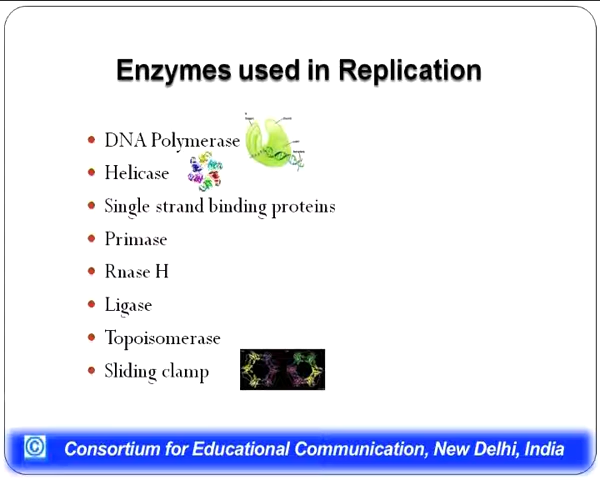 Enzymes used in Replication
• DNA Polymerase
• Helicase
• Single strand binding proteins
• Primase
• Rnase H
• Ligase
• Topoisomerase
• Sliding clamp
© Consortium for Educational Communication, New Delhi, India